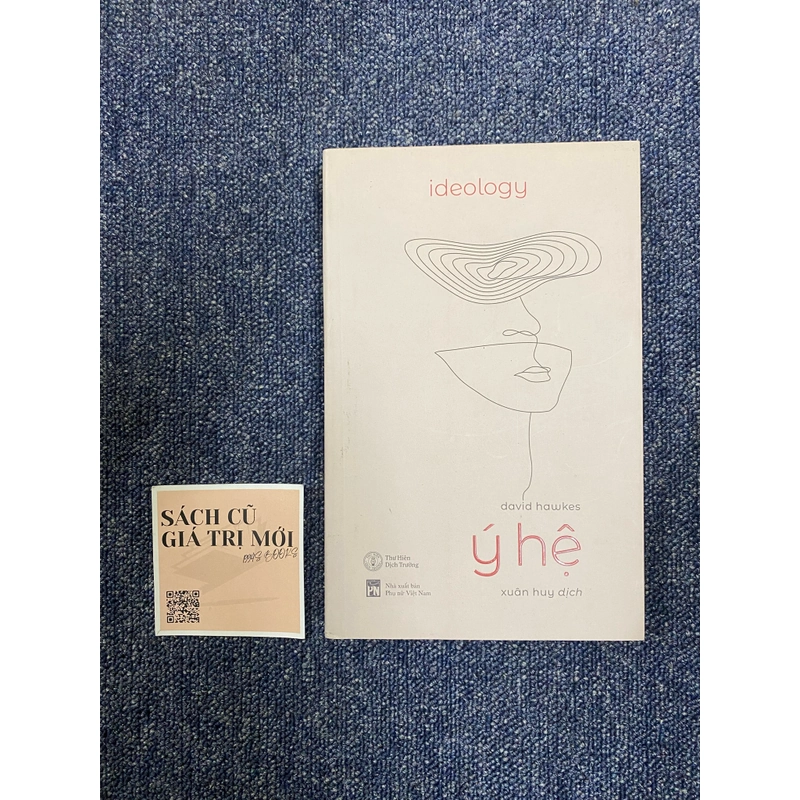 ideology
david hawkes
ý hệ
xuân huy dịch
Thư Hiên
Dịch Trường
Nhà xuất bản
Phụ nữ Việt Nam
SÁCH CŨ
GIÁ TRỊ MỚI